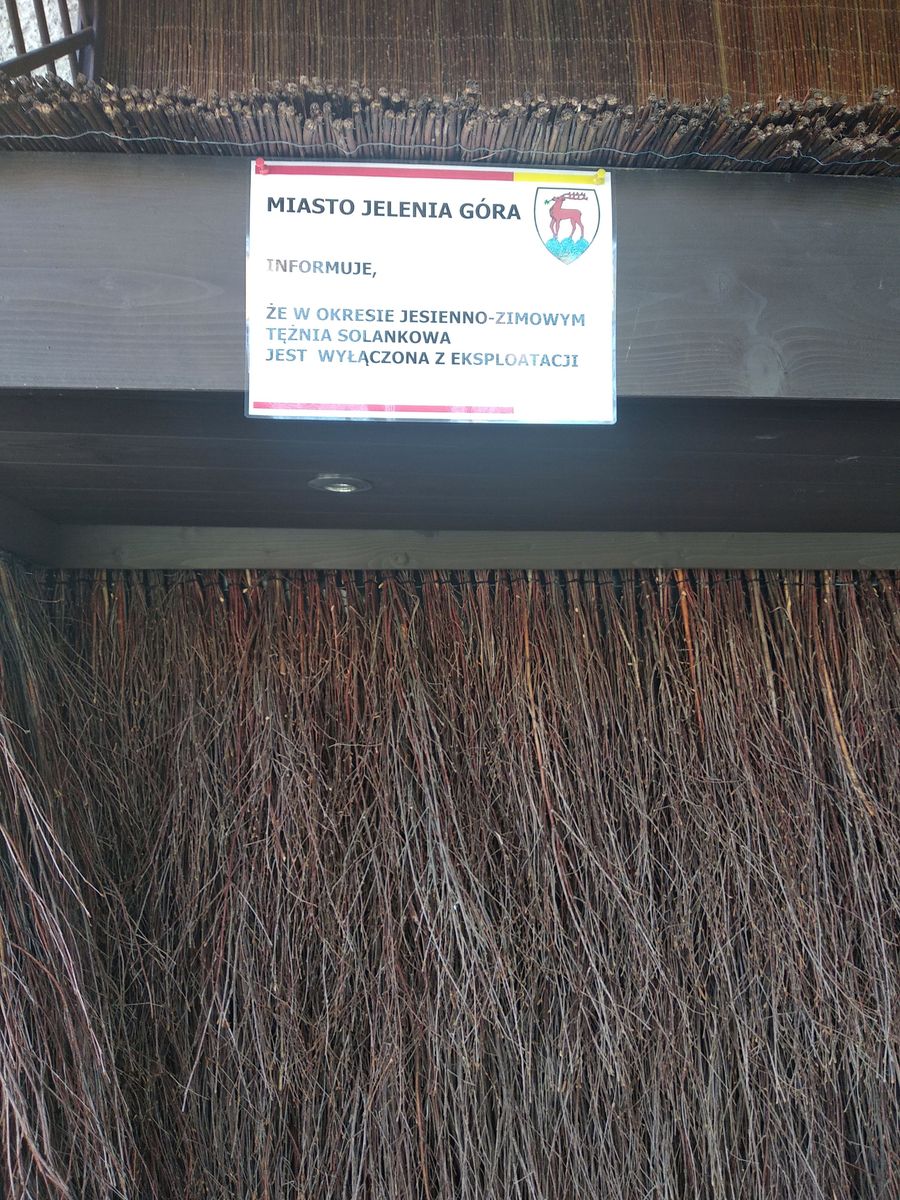 MIASTO JELENIA GÓRA
INFORMUJE,
ŻE W OKRESIE JESIENNO-ZIMOWYM
TĘŻNIA SOLANKOWA
JEST WYŁĄCZONA Z EKSPLOATACJI